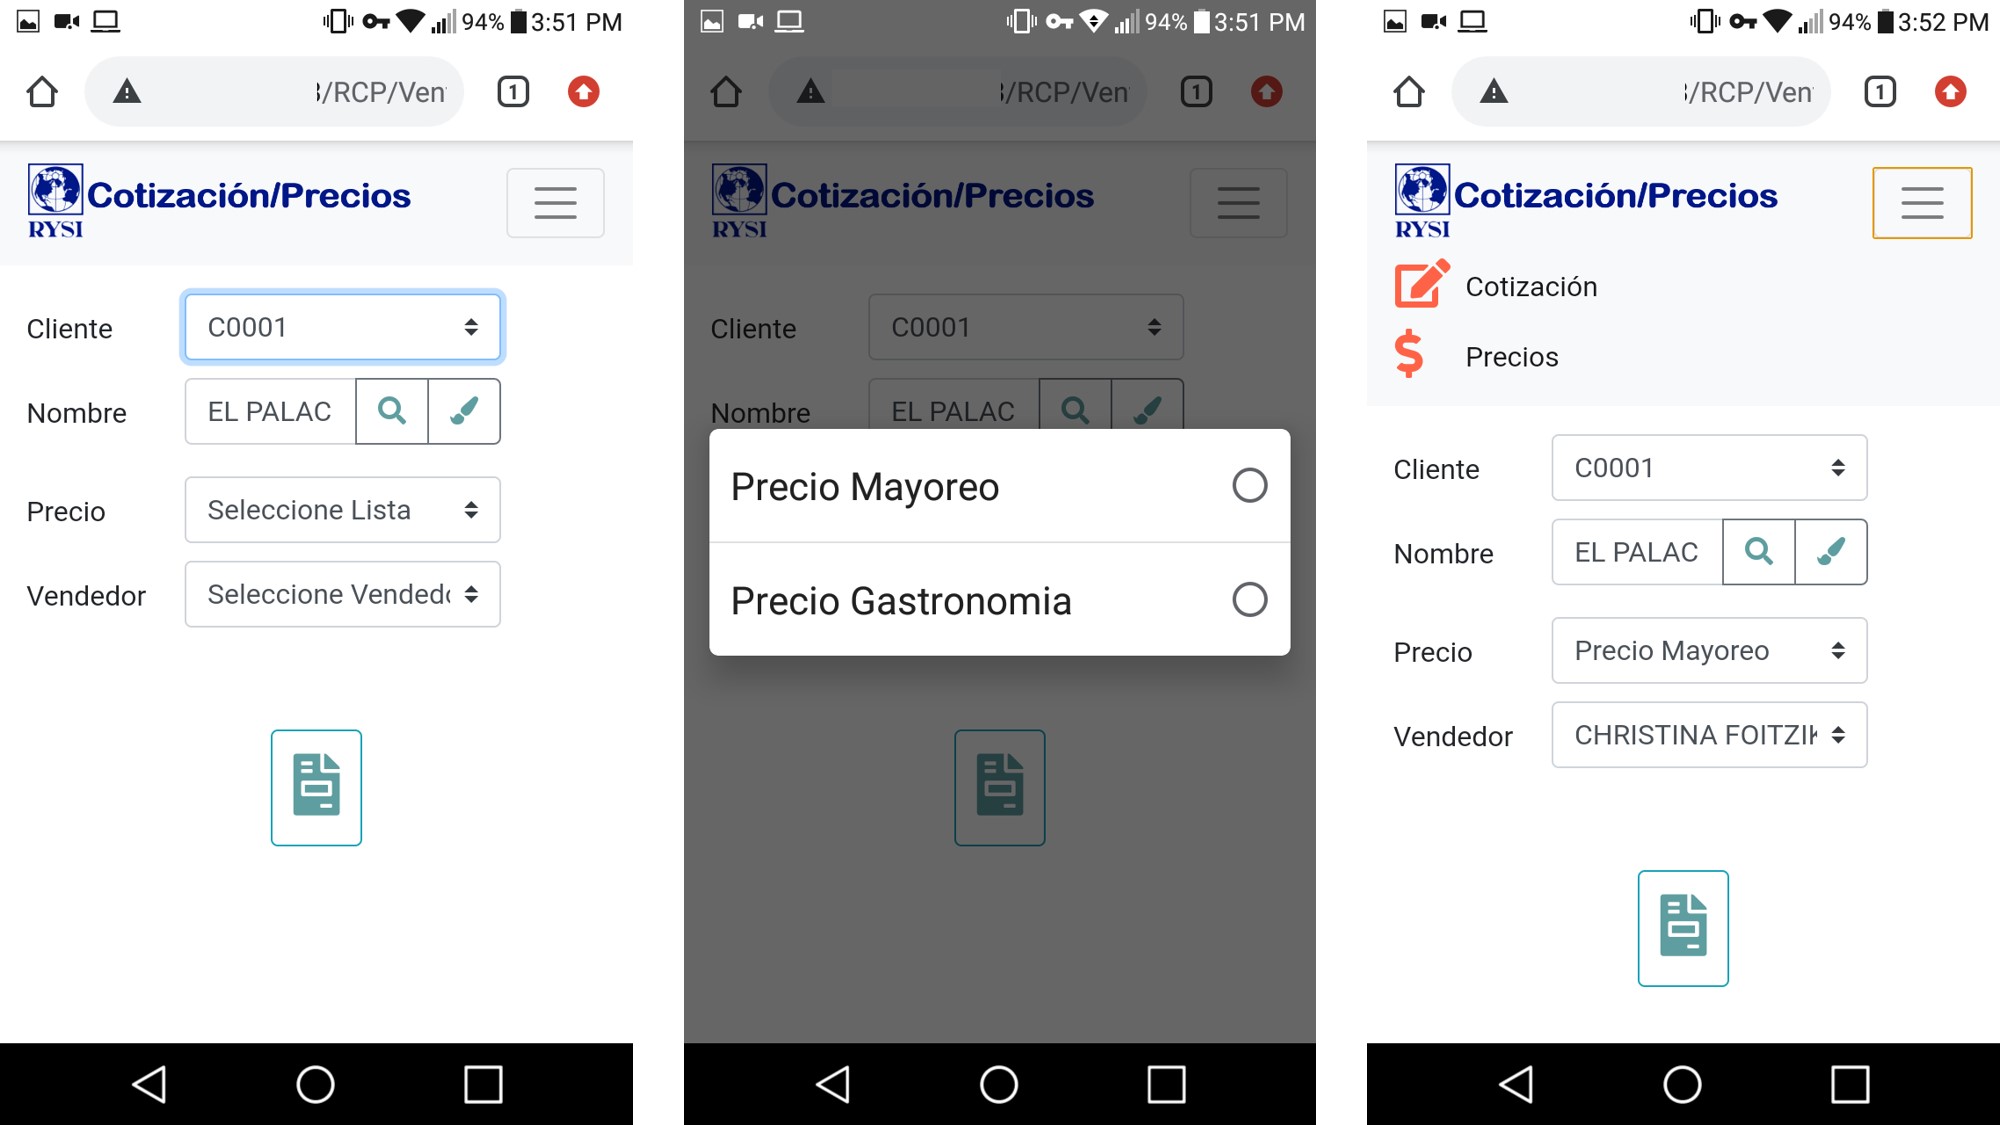 94% 3:51 PM
/RCP/Ven
1
RYSI
Cotización/Precios
Cliente
C0001
Nombre
EL PALAC
Precio
Seleccione Lista
Vendedor
Seleccione Vended
94% 3:51 PM
/RCP/Ven
1
RYSI
Cotización/Precios
Cliente
C0001
Nombre
EL PALAC
Precio Mayoreo
Precio Gastronomia
94% 3:52 PM
/RCP/Ven
1
RYSI
Cotización/Precios
Cotización
Precios
Cliente
C0001
Nombre
EL PALAC
Precio
Precio Mayoreo
Vendedor
CHRISTINA FOITZIK